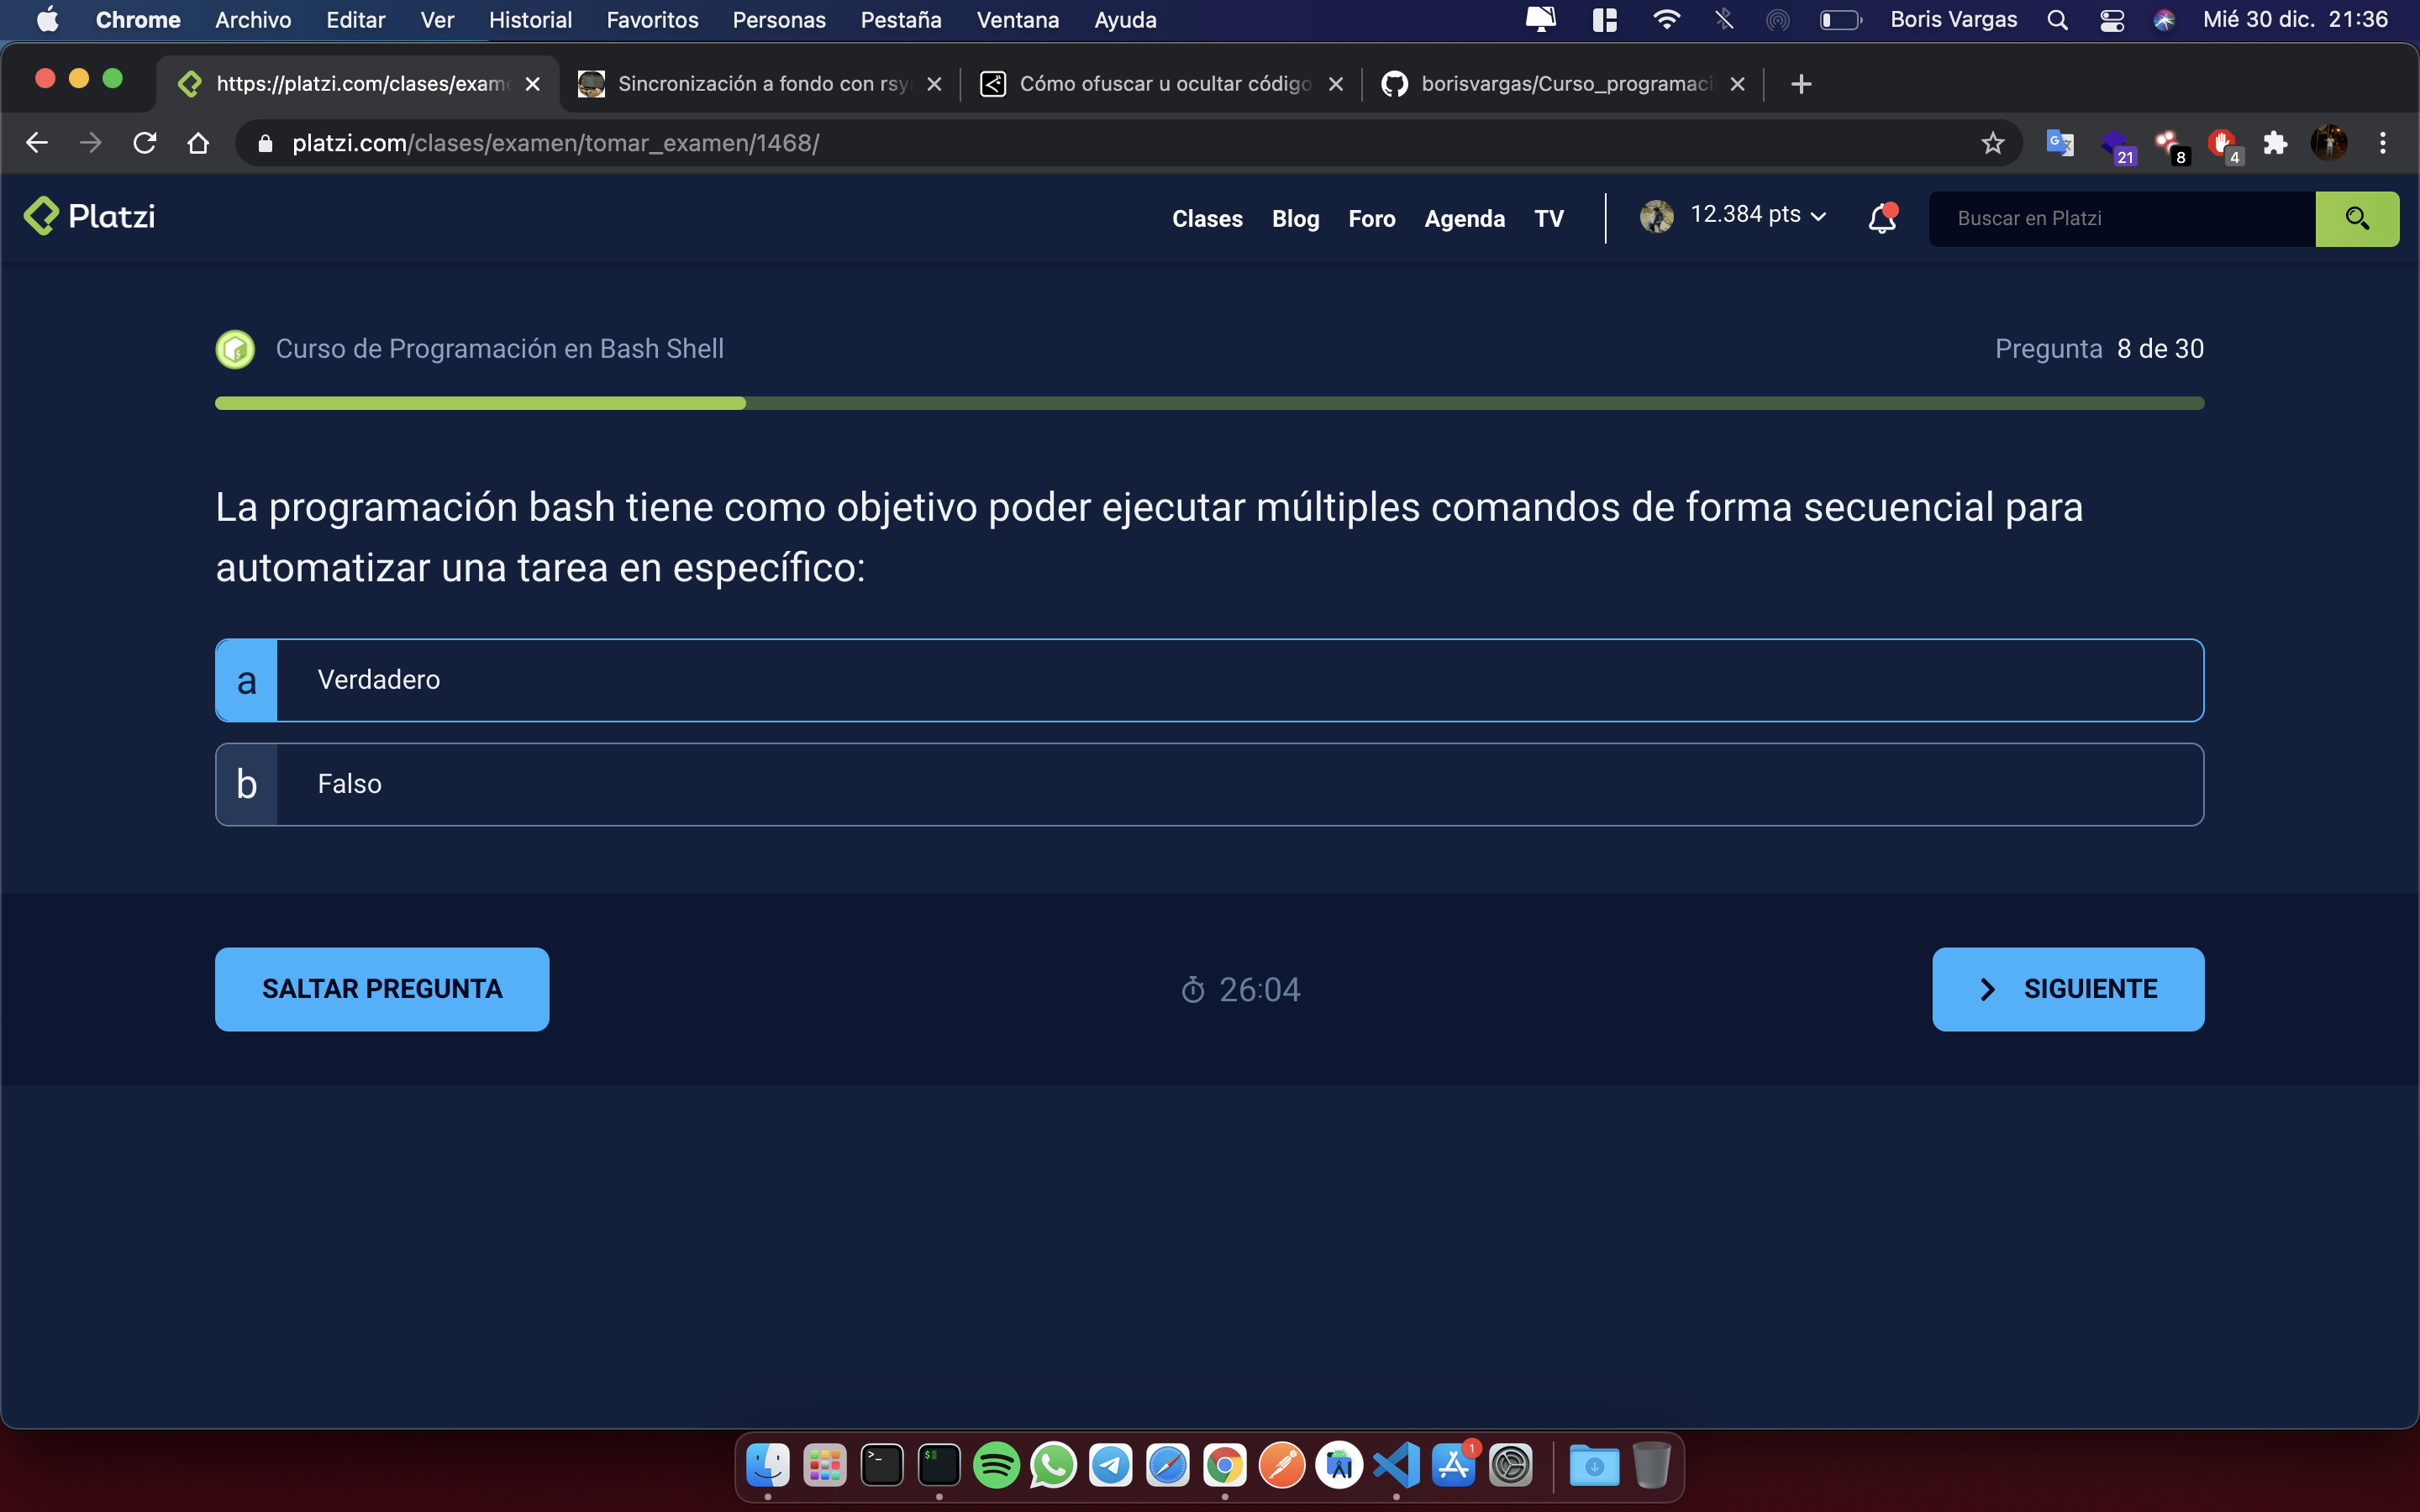 Chrome Archivo Editar Ver Historial Favoritos Personas Pestaña Ventana Ayuda Boris Vargas Mié 30 dic. 21:36
https://platzi.com/clases/exame Sincronización a fondo con rsy Cómo ofuscar u ocultar código borisvargas/Curso_programaci
platzi.com/clases/examen/tomar_examen/1468/ 21 8 4
Platzi Clases Blog Foro Agenda TV 12.384 pts Buscar en Platzi
Curso de Programación en Bash Shell Pregunta 8 de 30
La programación bash tiene como objetivo poder ejecutar múltiples comandos de forma secuencial para
automatizar una tarea en específico:
a Verdadero
b Falso
SALTAR PREGUNTA 26:04 SIGUIENTE
1